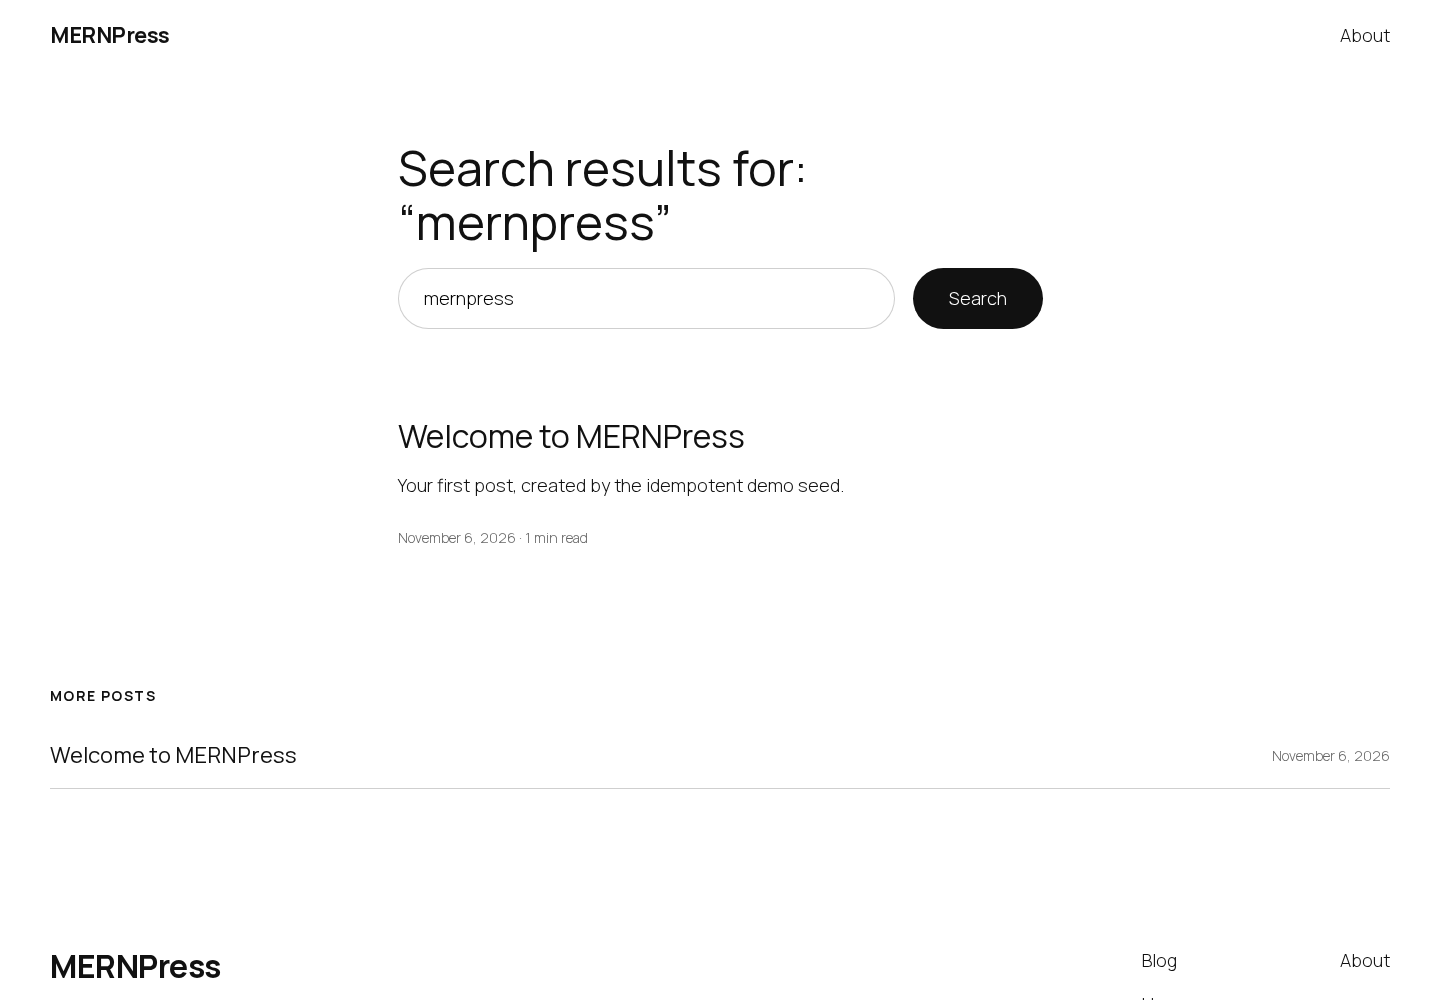 MERNPress
About
Search results for:
“mernpress”
mernpress
Search
Welcome to MERNPress
Your first post, created by the idempotent demo seed.
November 6, 2026 · 1 min read
MORE POSTS
Welcome to MERNPress
November 6, 2026
MERNPress
Blog
About